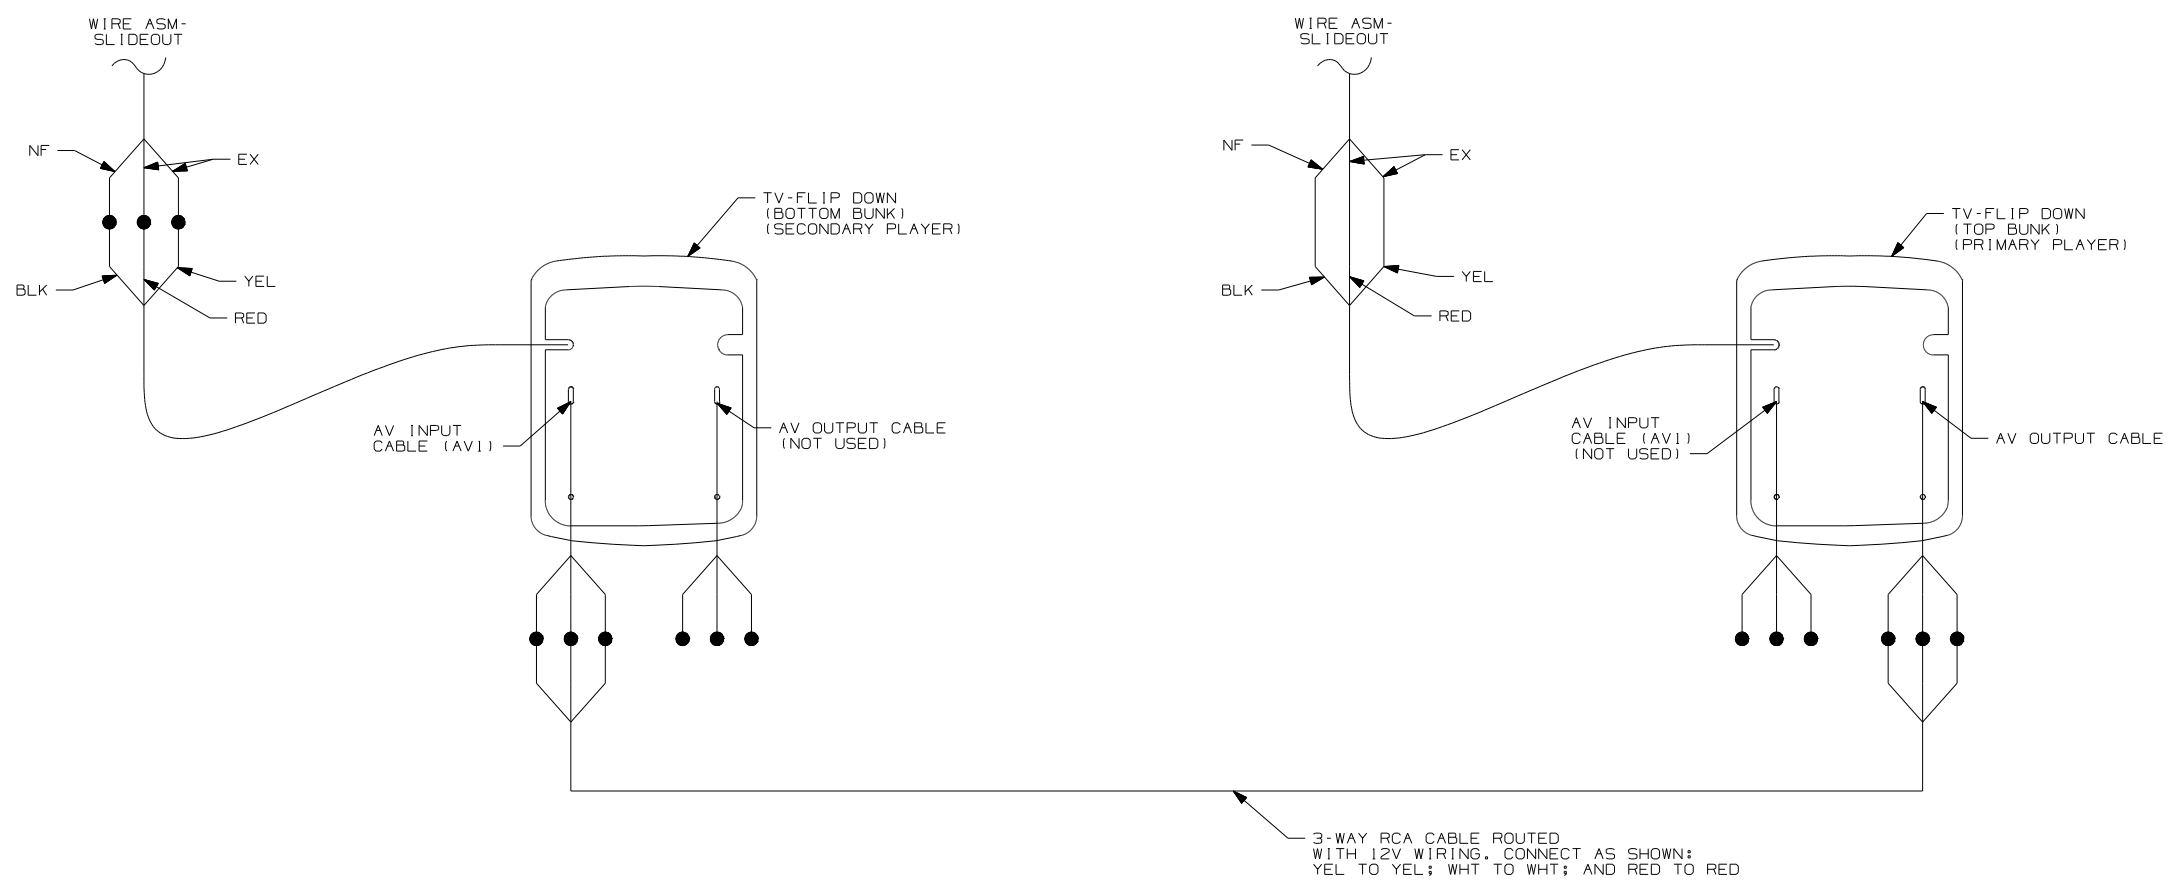 WIRE ASM-
SLIDEOUT
NF
EX
BLK
YEL
RED
TV-FLIP DOWN
(BOTTOM BUNK)
(SECONDARY PLAYER)
AV INPUT
CABLE (AV1)
AV OUTPUT CABLE
(NOT USED)
WIRE ASM-
SLIDEOUT
NF
EX
BLK
YEL
RED
TV-FLIP DOWN
(TOP BUNK)
(PRIMARY PLAYER)
AV INPUT
CABLE (AV1)
(NOT USED)
AV OUTPUT CABLE
3-WAY RCA CABLE ROUTED
WITH 12V WIRING. CONNECT AS SHOWN:
YEL TO YEL; WHT TO WHT; AND RED TO RED